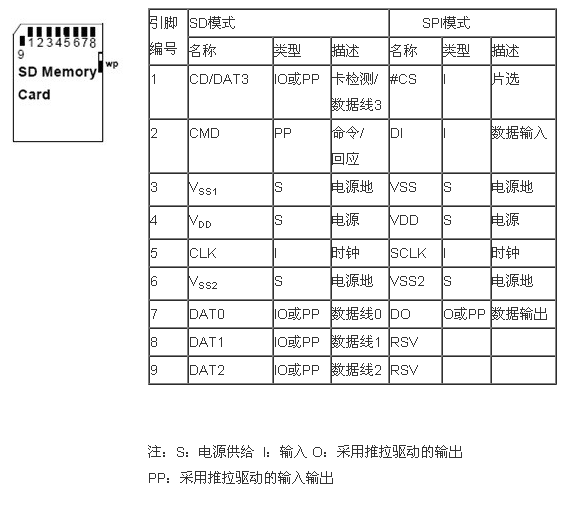 12345678
9
wp
SD Memory
Card
引脚 SD模式 SPI模式
编号 名称 类型 描述 名称 类型 描述
1 CD/DAT3 IO或PP 卡检测/ #CS I 片选
数据线3
2 CMD PP 命令/ DI I 数据输入
回应
3 VSS1 S 电源地 VSS S 电源地
4 VDD S 电源 VDD S 电源
5 CLK I 时钟 SCLK I 时钟
6 VSS2 S 电源地 VSS2 S 电源地
7 DAT0 IO或PP 数据线0 DO O或PP 数据输出
8 DAT1 IO或PP 数据线1 RSV
9 DAT2 IO或PP 数据线2 RSV
注：S：电源供给 I：输入 O：采用推拉驱动的输出
PP：采用推拉驱动的输入输出